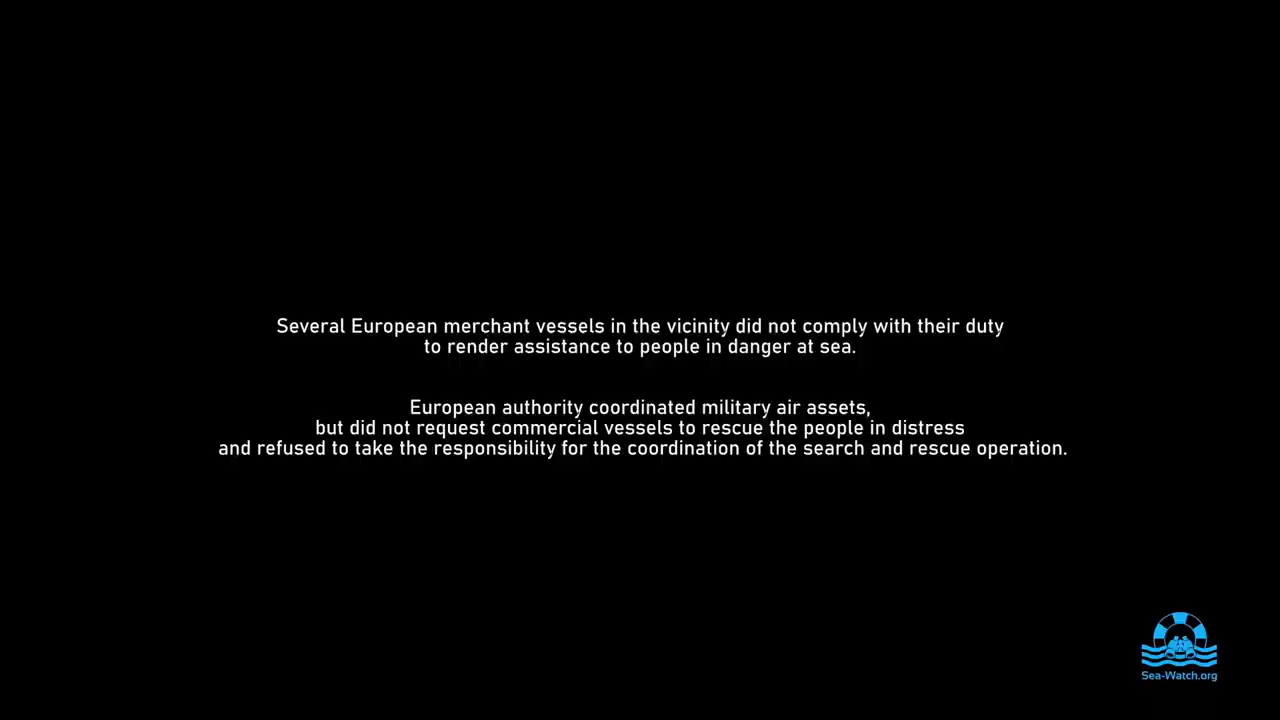 Several European merchant vessels in the vicinity did not comply with their duty
to render assistance to people in danger at sea.
European authority coordinated military air assets,
but did not request commercial vessels to rescue the people in distress
and refused to take the responsibility for the coordination of the search and rescue operation.
Sea-Watch.org